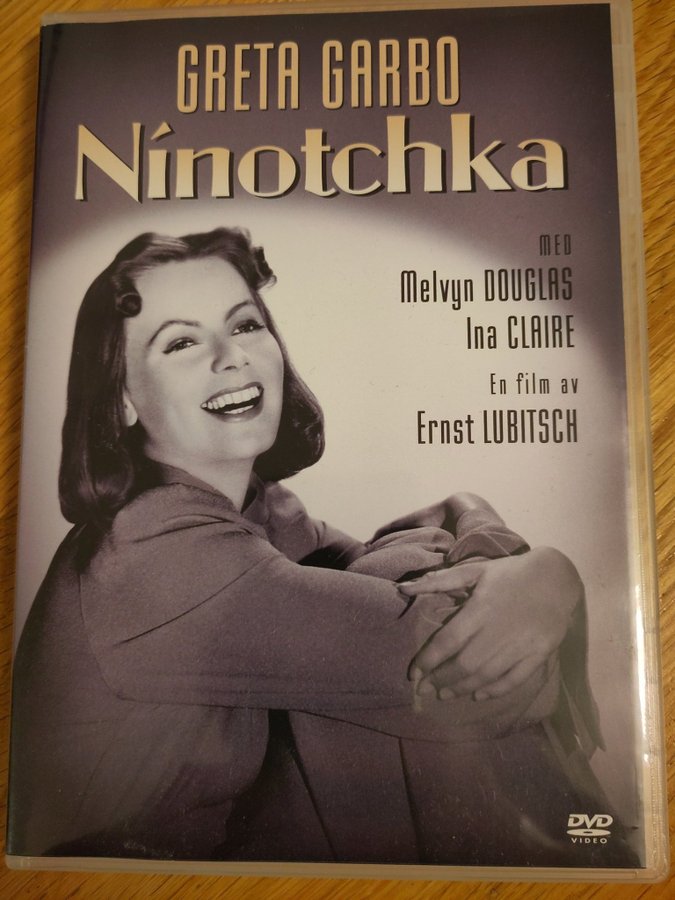 GRETA GARBO
Nínotchka
MED
Melvyn DOUGLAS
Ina CLAIRE
En film av
Ernst LUBITSCH
DVD
VIDEO